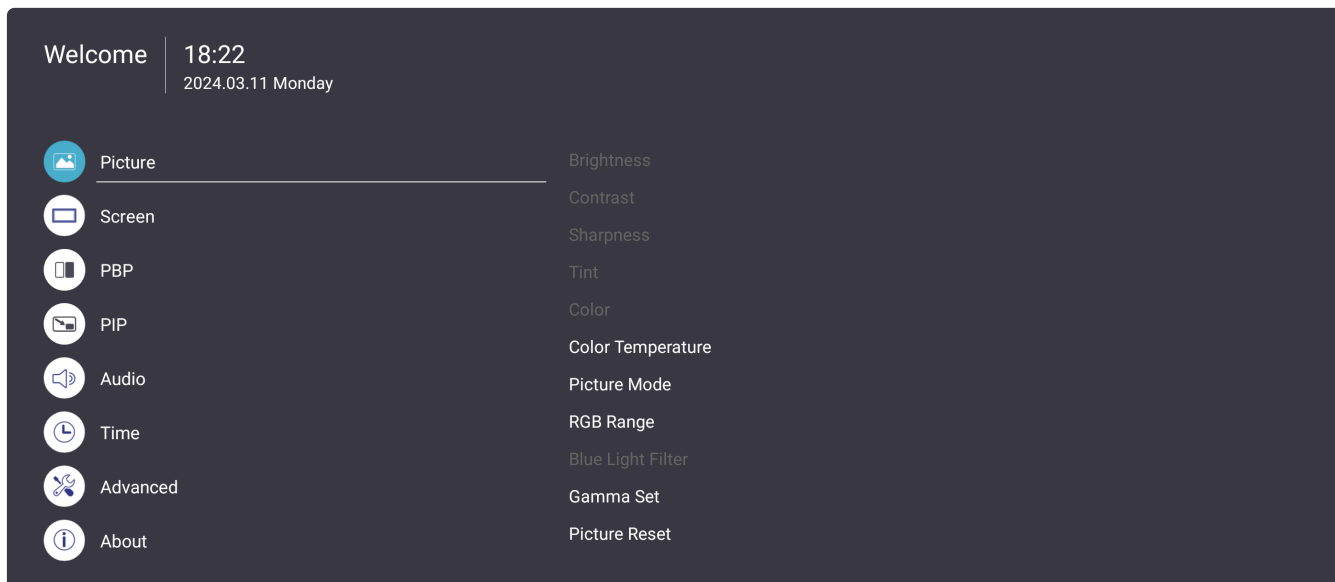 Welcome
18:22
2024.03.11 Monday
Picture
Screen
PBP
PIP
Audio
Time
Advanced
About
Brightness
Contrast
Sharpness
Tint
Color
Color Temperature
Picture Mode
RGB Range
Blue Light Filter
Gamma Set
Picture Reset